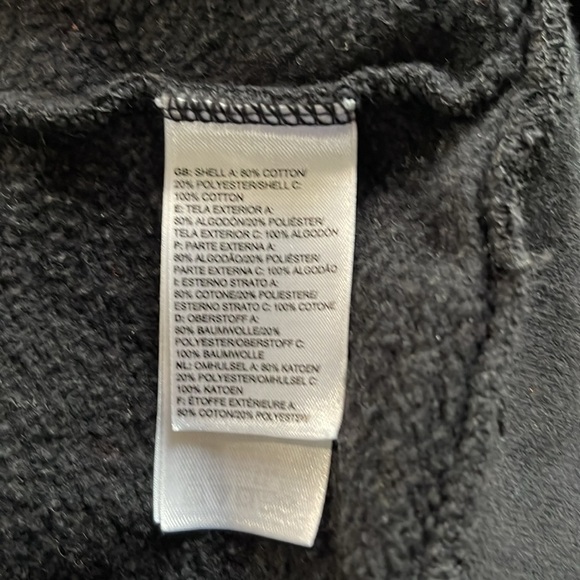 GB: SHELL A: 80% COTTON/
20% POLYESTER/SHELL C:
100% COTTON
E: TELA EXTERIOR A:
80% ALGODÓN/20% POLIÉSTER/
TELA EXTERIOR C: 100% ALGODÓN
P: PARTE EXTERNA A:
80% ALGODÃO/20% POLIÉSTER/
PARTE EXTERNA C: 100% ALGODÃO
I: ESTERNO STRATO A:
80% COTONE/20% POLIESTERE/
ESTERNO STRATO C: 100% COTONE
D: OBERSTOFF A:
80% BAUMWOLLE/20%
POLYESTER/OBERSTOFF C:
100% BAUMWOLLE
NL: OMHULSEL A: 80% KATOEN/
20% POLYESTER/OMHULSEL C:
100% KATOEN
F: ÉTOFFE EXTÉRIEURE A:
80% COTON/20% POLYESTER/